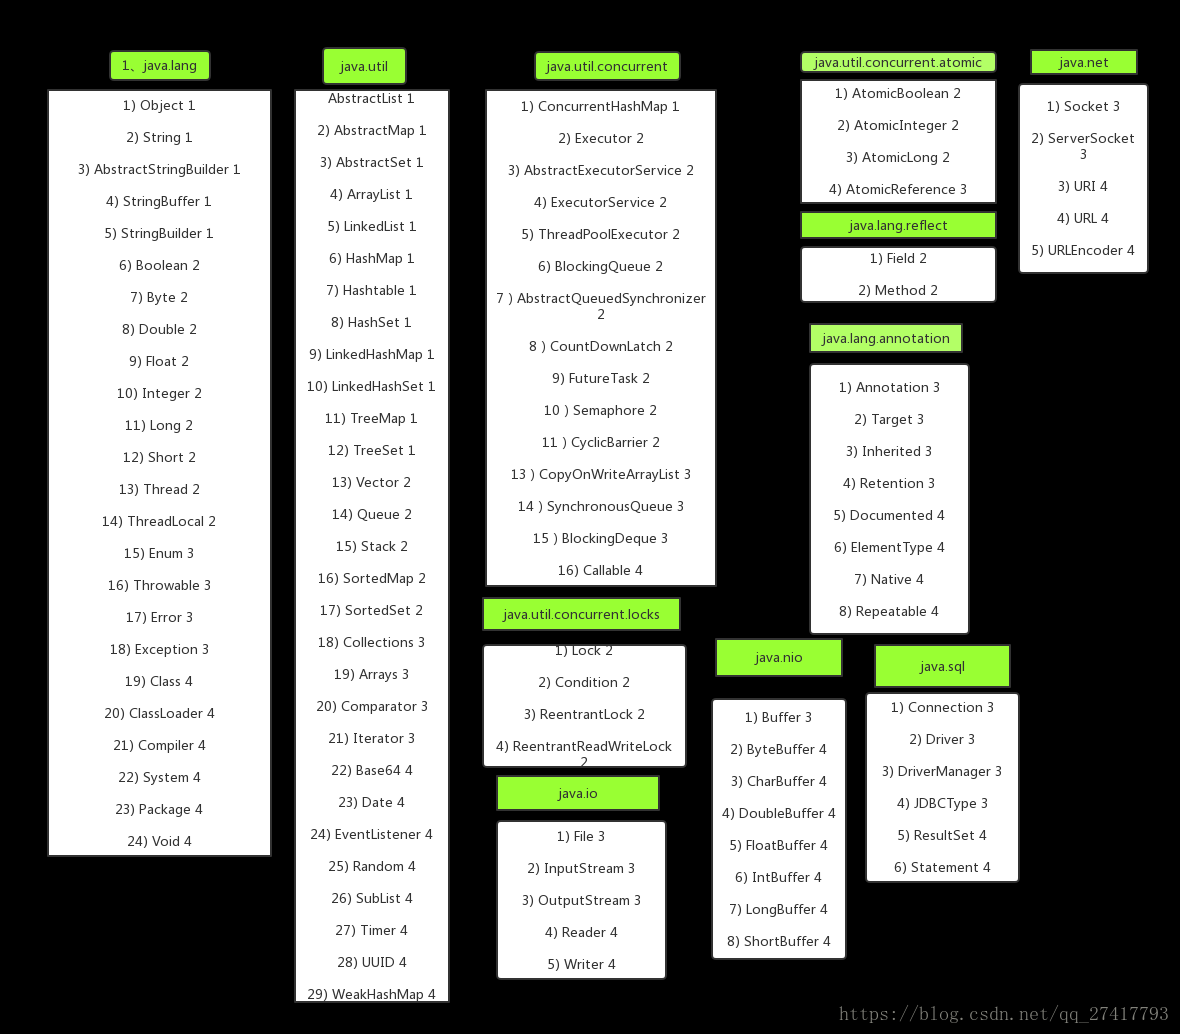 1、java.lang
1) Object 1
2) String 1
3) AbstractStringBuilder 1
4) StringBuffer 1
5) StringBuilder 1
6) Boolean 2
7) Byte 2
8) Double 2
9) Float 2
10) Integer 2
11) Long 2
12) Short 2
13) Thread 2
14) ThreadLocal 2
15) Enum 3
16) Throwable 3
17) Error 3
18) Exception 3
19) Class 4
20) ClassLoader 4
21) Compiler 4
22) System 4
23) Package 4
24) Void 4
java.util
AbstractList 1
2) AbstractMap 1
3) AbstractSet 1
4) ArrayList 1
5) LinkedList 1
6) HashMap 1
7) Hashtable 1
8) HashSet 1
9) LinkedHashMap 1
10) LinkedHashSet 1
11) TreeMap 1
12) TreeSet 1
13) Vector 2
14) Queue 2
15) Stack 2
16) SortedMap 2
17) SortedSet 2
18) Collections 3
19) Arrays 3
20) Comparator 3
21) Iterator 3
22) Base64 4
23) Date 4
24) EventListener 4
25) Random 4
26) SubList 4
27) Timer 4
28) UUID 4
29) WeakHashMap 4
java.util.concurrent
1) ConcurrentHashMap 1
2) Executor 2
3) AbstractExecutorService 2
4) ExecutorService 2
5) ThreadPoolExecutor 2
6) BlockingQueue 2
7 ) AbstractQueuedSynchronizer
2
8 ) CountDownLatch 2
9) FutureTask 2
10 ) Semaphore 2
11 ) CyclicBarrier 2
13 ) CopyOnWriteArrayList 3
14 ) SynchronousQueue 3
15 ) BlockingDeque 3
16) Callable 4
java.util.concurrent.locks
1) Lock 2
2) Condition 2
3) ReentrantLock 2
4) ReentrantReadWriteLock
2
java.io
1) File 3
2) InputStream 3
3) OutputStream 3
4) Reader 4
5) Writer 4
java.util.concurrent.atomic
1) AtomicBoolean 2
2) AtomicInteger 2
3) AtomicLong 2
4) AtomicReference 3
java.lang.reflect
1) Field 2
2) Method 2
java.lang.annotation
1) Annotation 3
2) Target 3
3) Inherited 3
4) Retention 3
5) Documented 4
6) ElementType 4
7) Native 4
8) Repeatable 4
java.nio
1) Buffer 3
2) ByteBuffer 4
3) CharBuffer 4
4) DoubleBuffer 4
5) FloatBuffer 4
6) IntBuffer 4
7) LongBuffer 4
8) ShortBuffer 4
java.sql
1) Connection 3
2) Driver 3
3) DriverManager 3
4) JDBCType 3
5) ResultSet 4
6) Statement 4
java.net
1) Socket 3
2) ServerSocket
3
3) URI 4
4) URL 4
5) URLEncoder 4
https://blog.csdn.net/qq_27417793